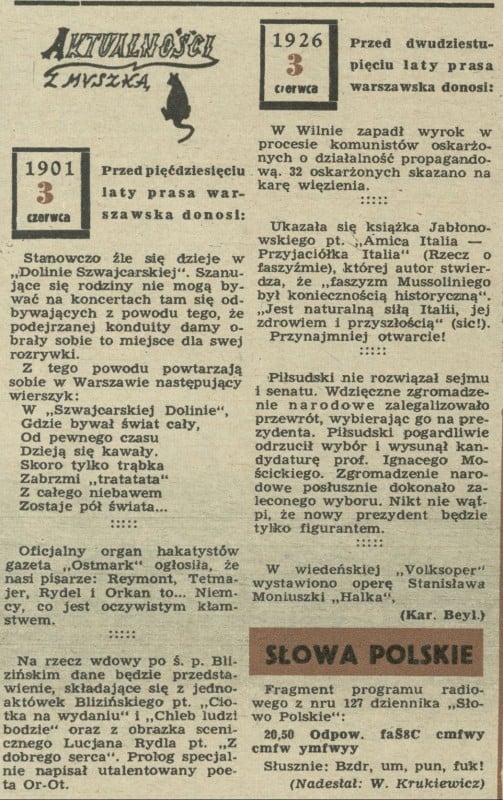 AKTUALNOŚCI
Z MYSZKĄ
1901
3
czerwca
Przed pięćdziesięciu
laty prasa war-
szawska donosi:
Stanowczo źle się dzieje w
„Dolinie Szwajcarskiej“. Szanu-
jące się rodziny nie mogą by-
wać na koncertach tam się od-
bywających z powodu tego, że
podejrzanej konduity damy o-
brały sobie to miejsce dla swej
rozrywki.
Z tego powodu powtarzają
sobie w Warszawie następujący
wierszyk:
W „Szwajcarskiej Dolinie“,
Gdzie bywał świat cały,
Od pewnego czasu
Dzieją się kawały.
Skoro tylko trąbka
Zabrzmi „tratatata“
Z całego niebawem
Zostaje pół świata...
:::::
Oficjalny organ hakatystów
gazeta „Ostmark“ ogłosiła, że
nasi pisarze: Reymont, Tetma-
jer, Rydel i Orkan to... Niem-
cy, co jest oczywistym kłam-
stwem.
:::::
Na rzecz wdowy po ś. p. Bli-
zińskim dane będzie przedsta-
wienie, składające się z jedno-
aktówek Blizińskiego pt. „Cio-
tka na wydaniu“ i „Chleb ludzi
bodzie“ oraz z obrazka sceni-
cznego Lucjana Rydla pt. „Z
dobrego serca“. Prolog specjal-
nie napisał utalentowany poe-
ta Or-Ot.
1926
3
czerwca
Przed dwudziestu-
pięciu laty prasa
warszawska donosi:
W Wilnie zapadł wyrok w
procesie komunistów oskarżo-
nych o działalność propagando-
wą. 32 oskarżonych skazano na
karę więzienia.
:::::
Ukazała się książka Jabłono-
wskiego pt. „Amica Italia —
Przyjaciółka Italia“ (Rzecz o
faszyźmie), której autor stwier-
dza, że „faszyzm Mussoliniego
był koniecznością historyczną“.
„Jest naturalną siłą Italii, jej
zdrowiem i przyszłością“ (sic!).
Przynajmniej otwarcie!
:::::
Piłsudski nie rozwiązał sejmu
i senatu. Wdzięczne zgromadze-
nie narodowe zalegalizowało
przewrót, wybierając go na pre-
zydenta. Piłsudski pogardliwie
odrzucił wybór i wysunął kan-
dydaturę prof. Ignacego Mo-
ścickiego. Zgromadzenie naro-
dowe posłusznie dokonało za-
leconego wyboru. Nikt nie wąt-
pi, że nowy prezydent będzie
tylko figurantem.
:::::
W wiedeńskiej „Volksoper“
wystawiono operę Stanisława
Moniuszki „Halka“,
(Kar. Beyl.)
SŁOWA POLSKIE
Fragment programu radio-
wego z nru 127 dziennika „Sło-
wo Polskie“:
20,50 Odpow. faŚ8C cmfwy
cmfw ymfwyy
Słusznie: Bzdr, um, pun, fuk!
(Nadesłał: W. Krukiewicz)